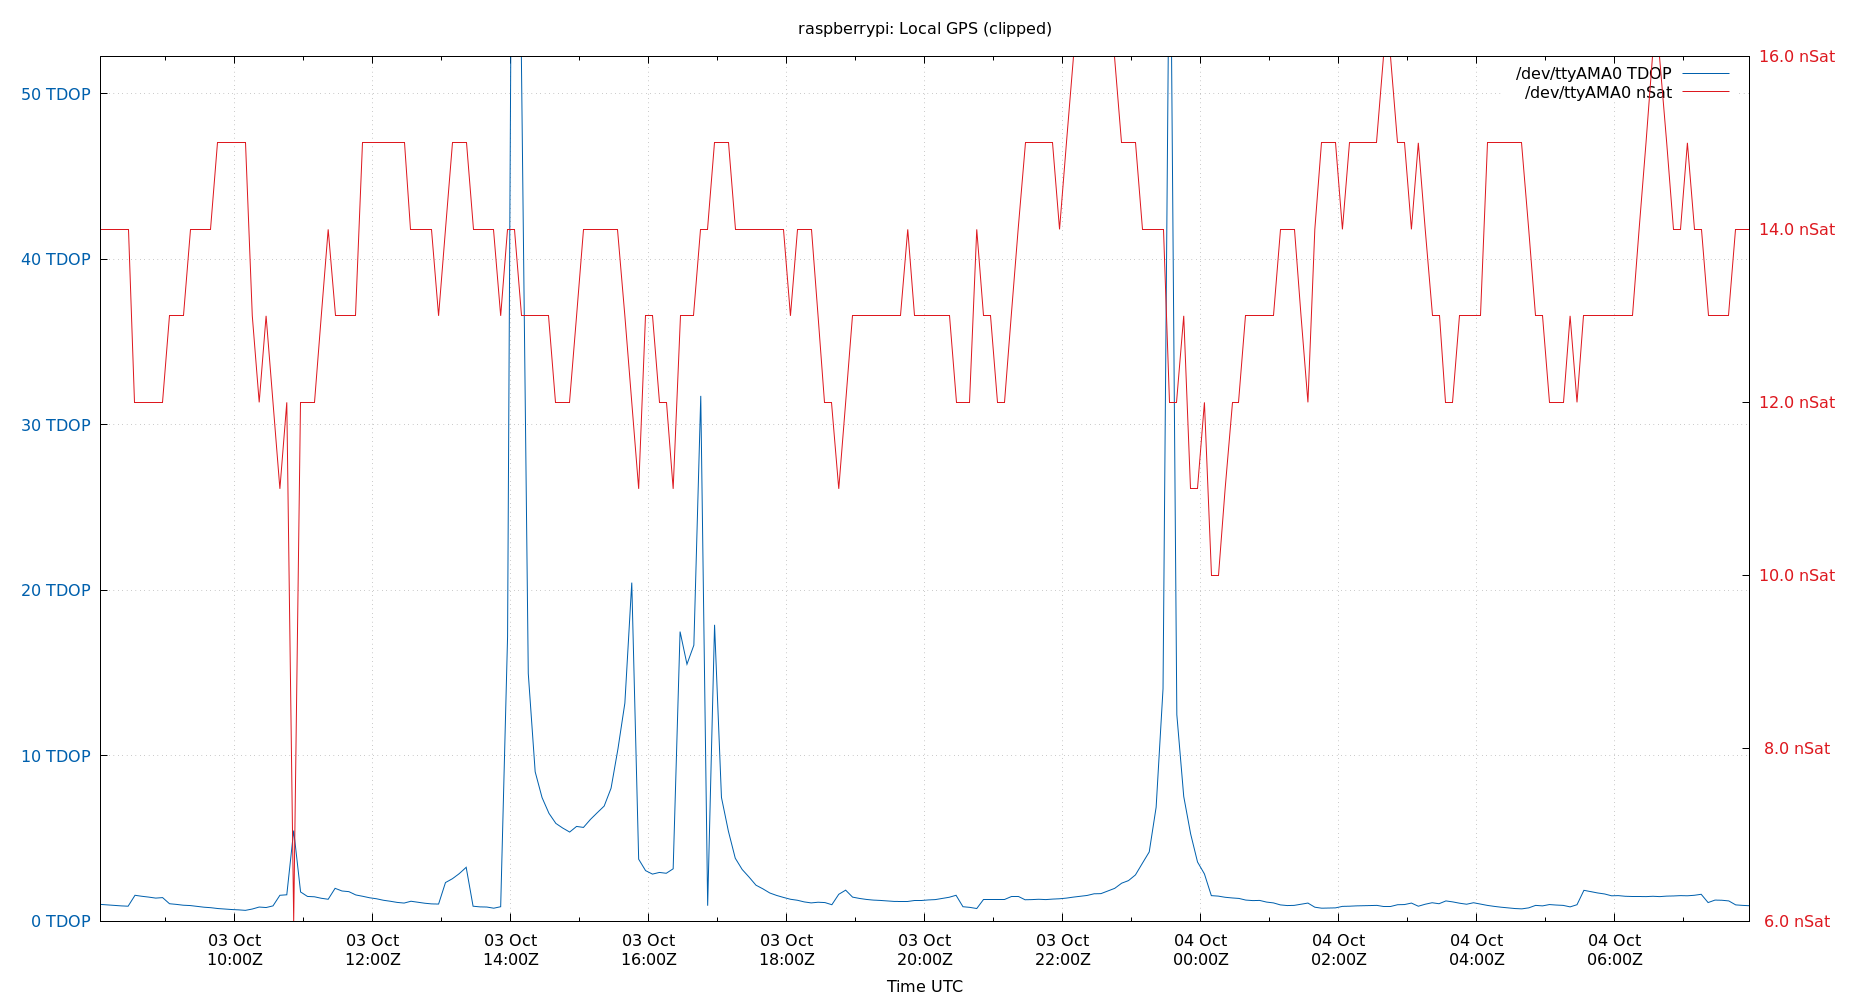 raspberrypi: Local GPS (clipped)
50 TDOP
40 TDOP
30 TDOP
20 TDOP
10 TDOP
0 TDOP
/dev/ttyAMA0 TDOP
/dev/ttyAMA0 nSat
16.0 nSat
14.0 nSat
12.0 nSat
10.0 nSat
8.0 nSat
6.0 nSat
03 Oct 03 Oct 03 Oct 03 Oct 03 Oct 03 Oct 03 Oct 04 Oct 04 Oct 04 Oct 04 Oct
10:00Z 12:00Z 14:00Z 16:00Z 18:00Z 20:00Z 22:00Z 00:00Z 02:00Z 04:00Z 06:00Z
Time UTC